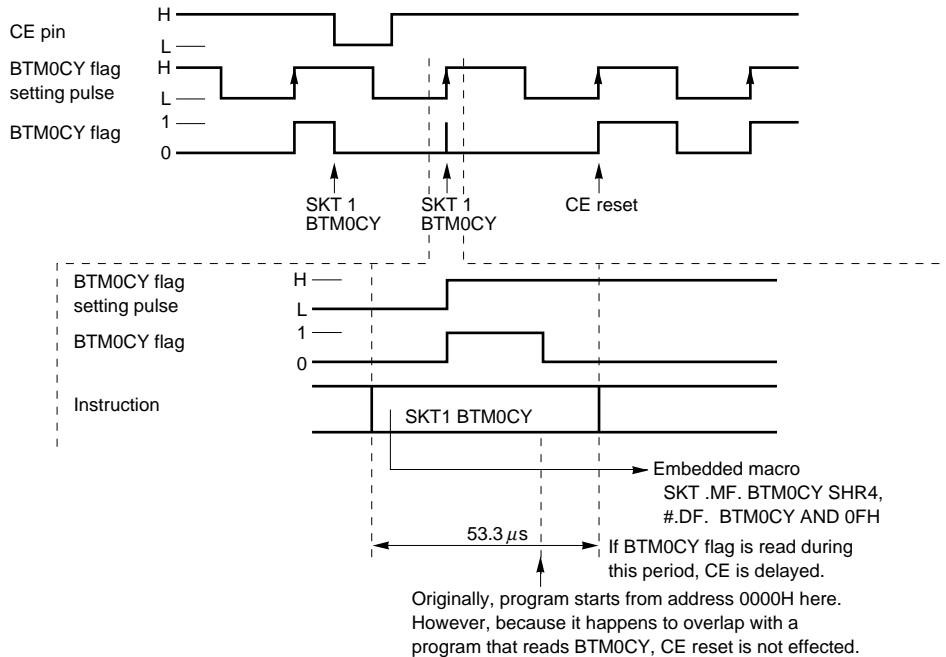 CE pin
H
L
BTM0CY flag
setting pulse
H
L
BTM0CY flag
1
0
SKT 1
BTM0CY
SKT 1
BTM0CY
CE reset
BTM0CY flag
setting pulse
H
L
BTM0CY flag
1
0
Instruction
SKT1 BTM0CY
Embedded macro
SKT .MF. BTM0CY SHR4,
#.DF. BTM0CY AND 0FH
53.3 µs
If BTM0CY flag is read during
this period, CE is delayed.
Originally, program starts from address 0000H here.
However, because it happens to overlap with a
program that reads BTM0CY, CE reset is not effected.